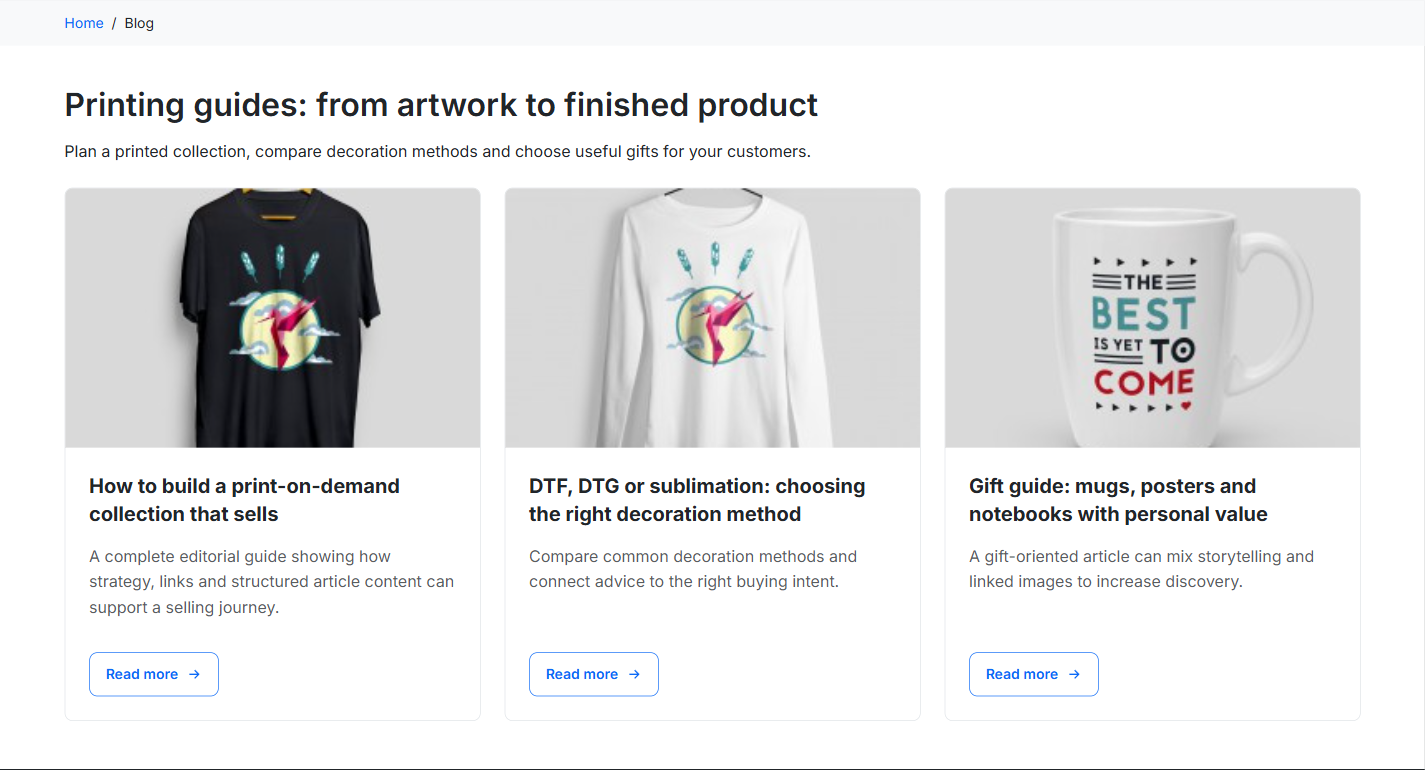 Home / Blog
Printing guides: from artwork to finished product
Plan a printed collection, compare decoration methods and choose useful gifts for your customers.
THE
BEST
IS YET TO
COME
How to build a print-on-demand
collection that sells
A complete editorial guide showing how
strategy, links and structured article content can
support a selling journey.
Read more →
DTF, DTG or sublimation: choosing
the right decoration method
Compare common decoration methods and
connect advice to the right buying intent.
Read more →
Gift guide: mugs, posters and
notebooks with personal value
A gift-oriented article can mix storytelling and
linked images to increase discovery.
Read more →